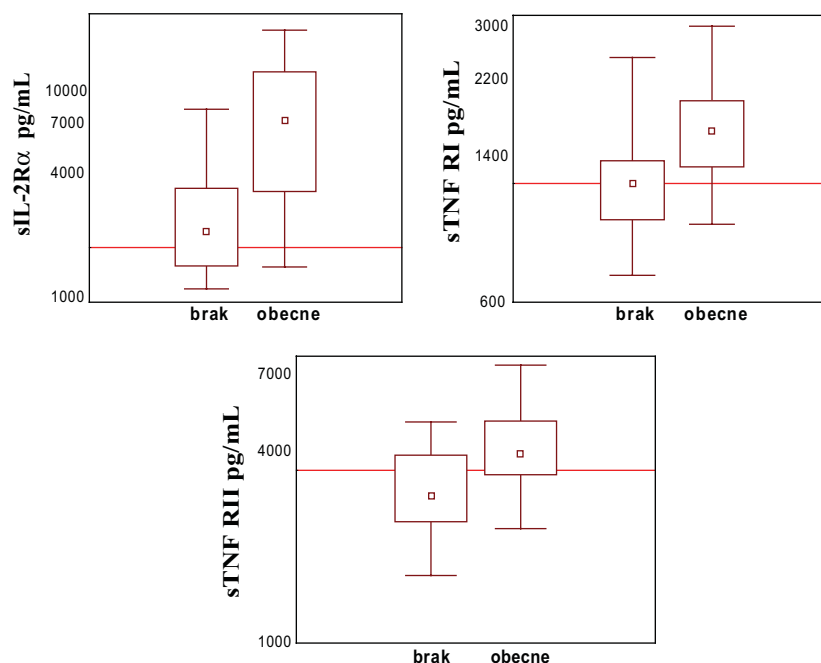 sIL-2Rα pg/mL
10000
7000
4000
1000
brak obecne
sTNF RI pg/mL
3000
2200
1400
600
brak obecne
sTNF RII pg/mL
7000
4000
1000
brak obecne